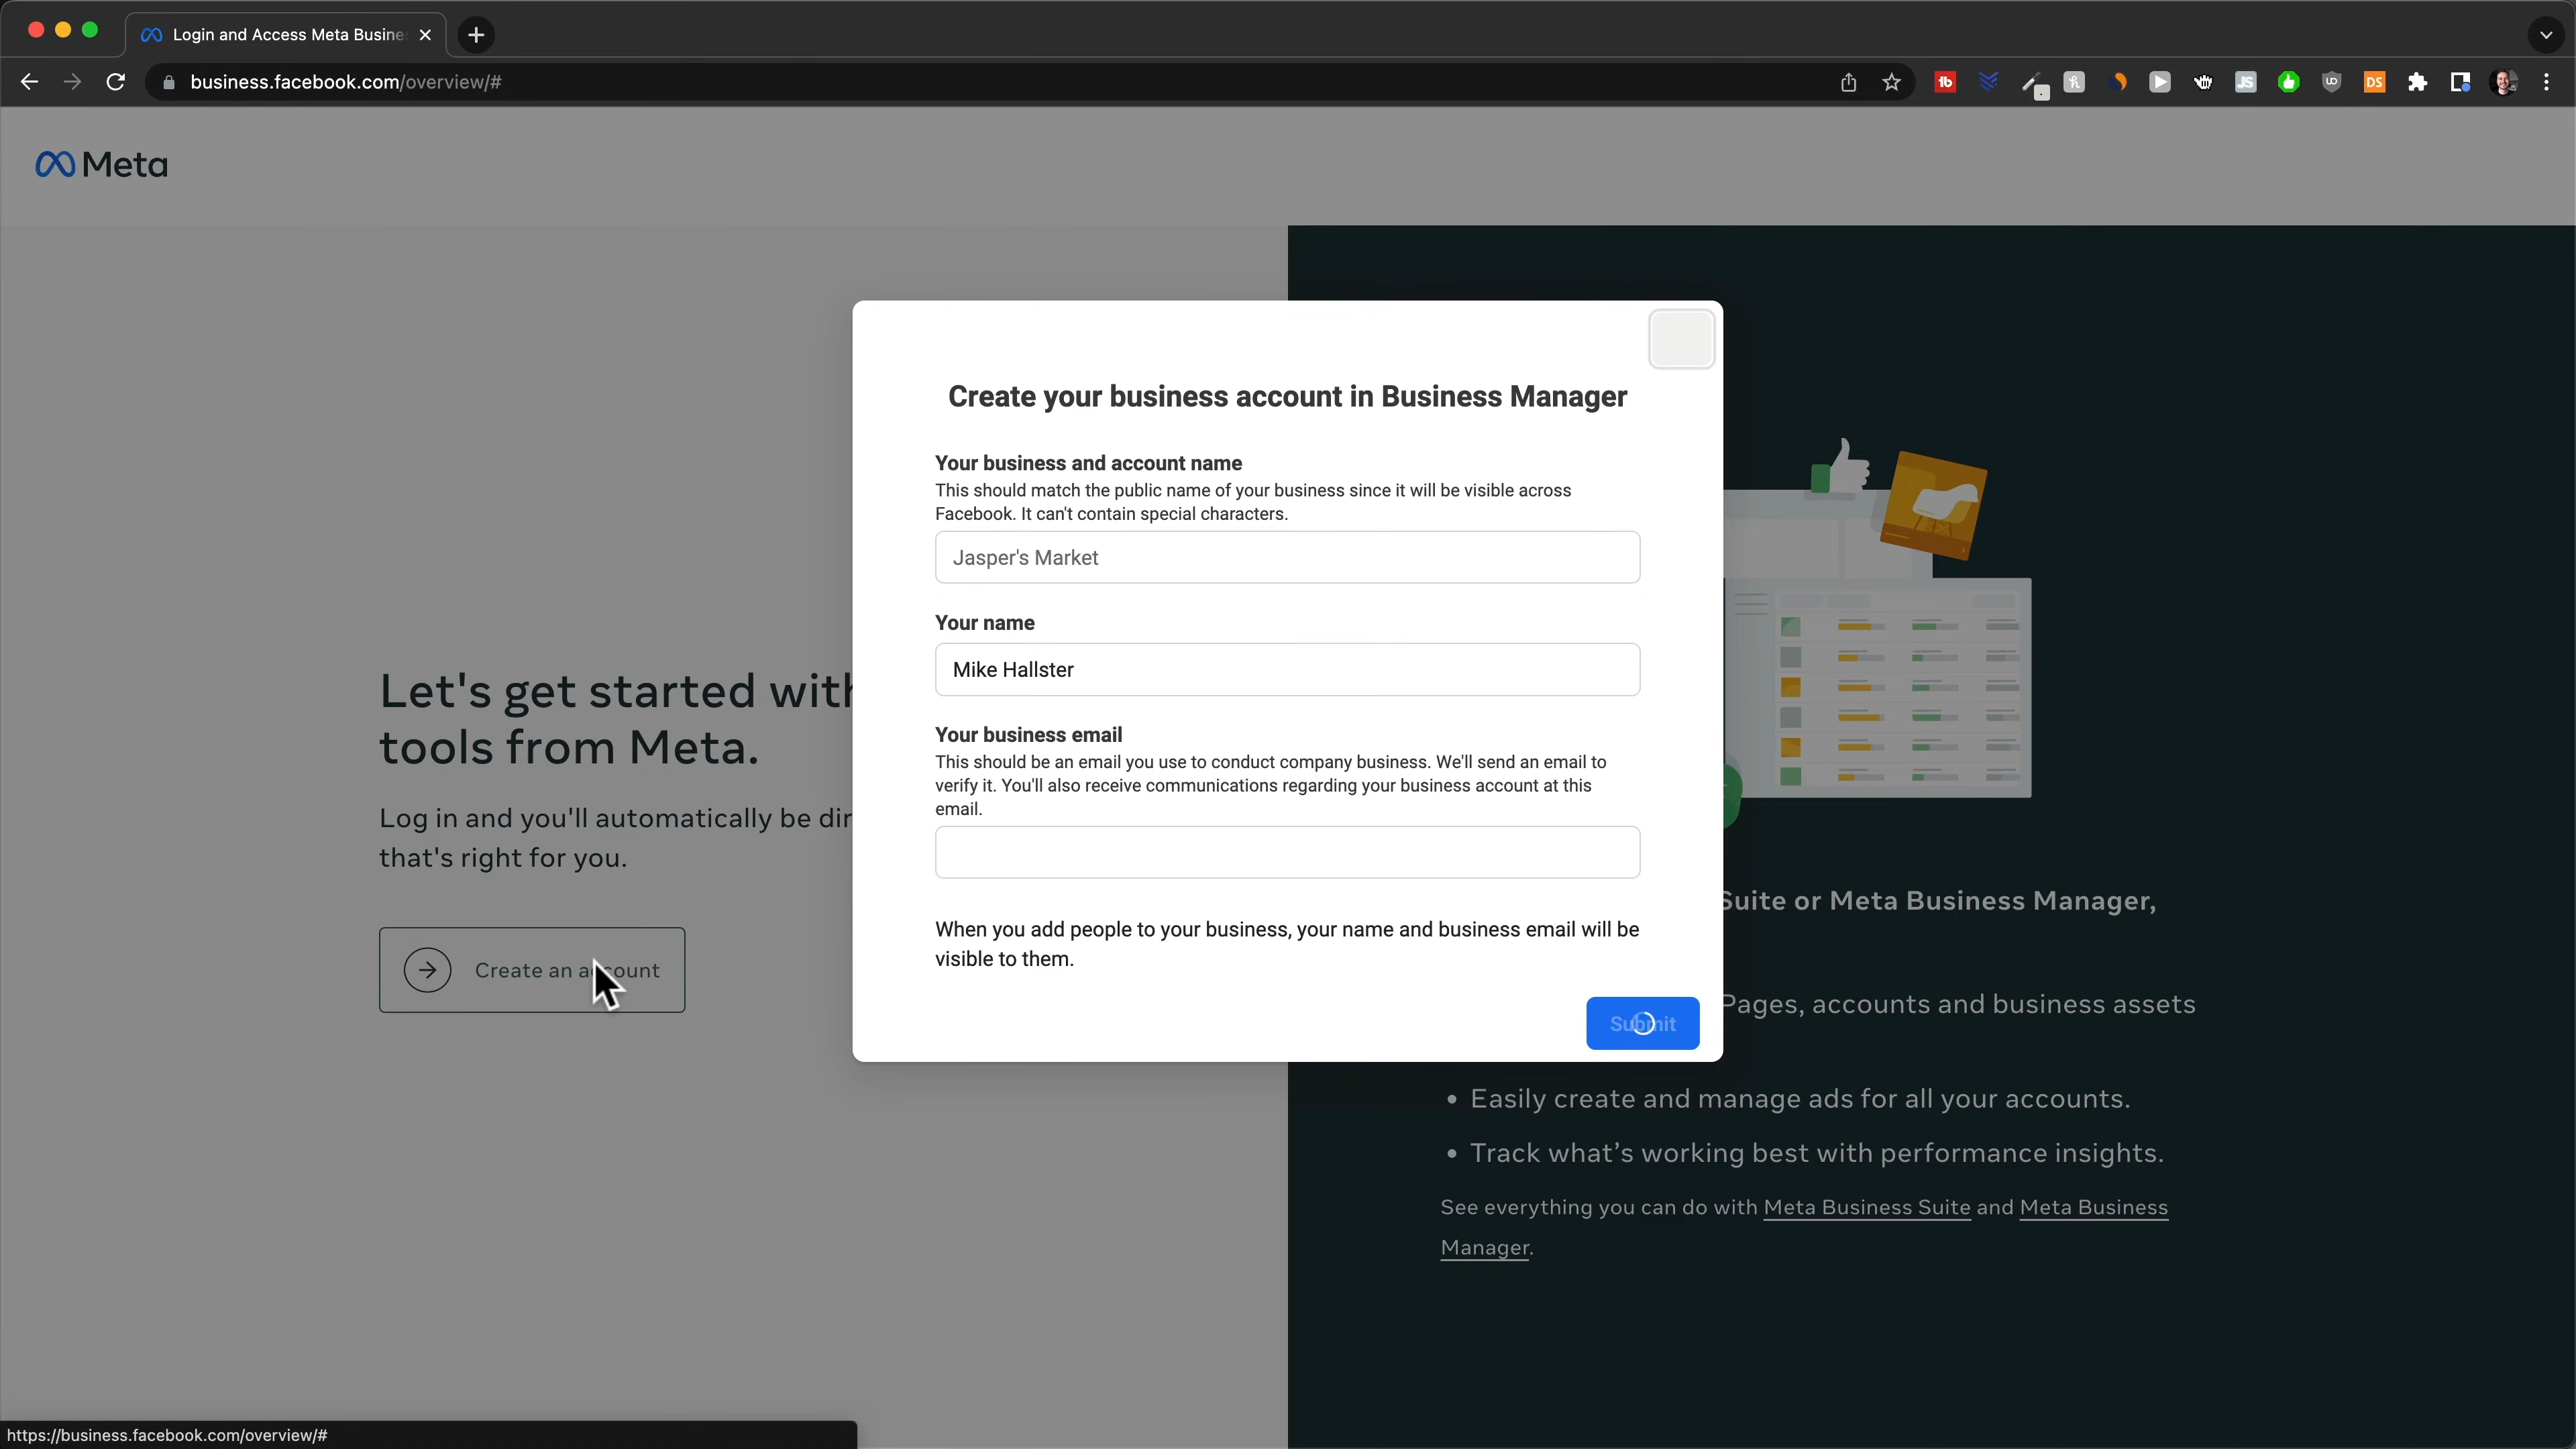 Login and Access Meta Busine
business.facebook.com/overview/#
Meta
Let's get started with
tools from Meta.
Log in and you'll automatically be dir
that's right for you.
Create an account
Create your business account in Business Manager
Your business and account name
This should match the public name of your business since it will be visible across
Facebook. It can't contain special characters.
Jasper's Market
Your name
Mike Hallster
Your business email
This should be an email you use to conduct company business. We'll send an email to
verify it. You'll also receive communications regarding your business account at this
email.
When you add people to your business, your name and business email will be
visible to them.
Submit
Suite or Meta Business Manager,
Pages, accounts and business assets
• Easily create and manage ads for all your accounts.
• Track what’s working best with performance insights.
See everything you can do with Meta Business Suite and Meta Business
Manager.
https://business.facebook.com/overview/#